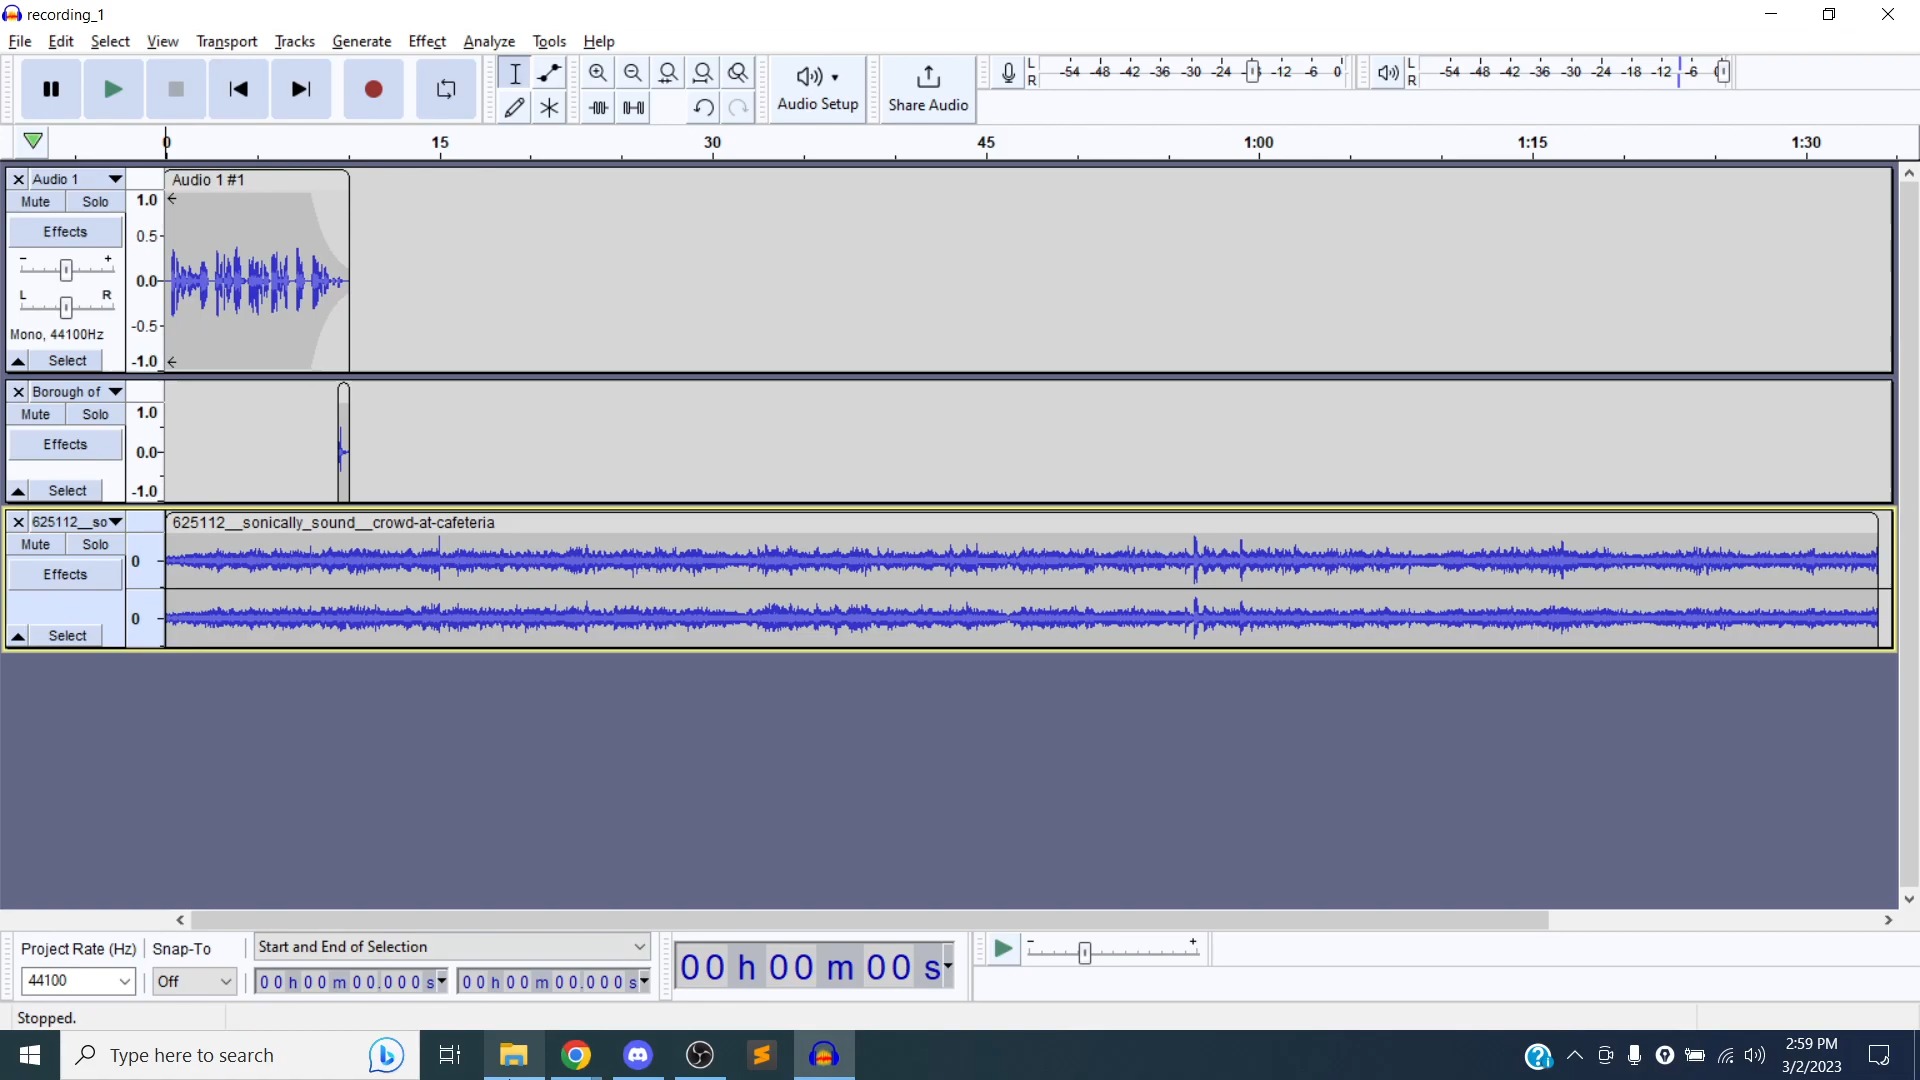 recording_1
File Edit Select View Transport Tracks Generate Effect Analyze Tools Help
Audio Setup
Share Audio
L R -54 -48 -42 -36 -30 -24 -12 -6 0
L R -54 -48 -42 -36 -30 -24 -18 -12 -6
0 15 30 45 1:00 1:15 1:30
Audio 1
Audio 1 #1
Mute Solo
Effects
- +
L R
Mono, 44100Hz
Select
1.0
0.5
0.0
-0.5
-1.0
Borough of
Mute Solo
Effects
Select
1.0
0.0
-1.0
625112__so
625112__sonically_sound__crowd-at-cafeteria
Mute Solo
Effects
Select
0
0
Project Rate (Hz) Snap-To Start and End of Selection
44100 Off 00 h 00 m 00.000 s 00 h 00 m 00.000 s
00 h 00 m 00 s
- +
Stopped.
Type here to search
2:59 PM
3/2/2023